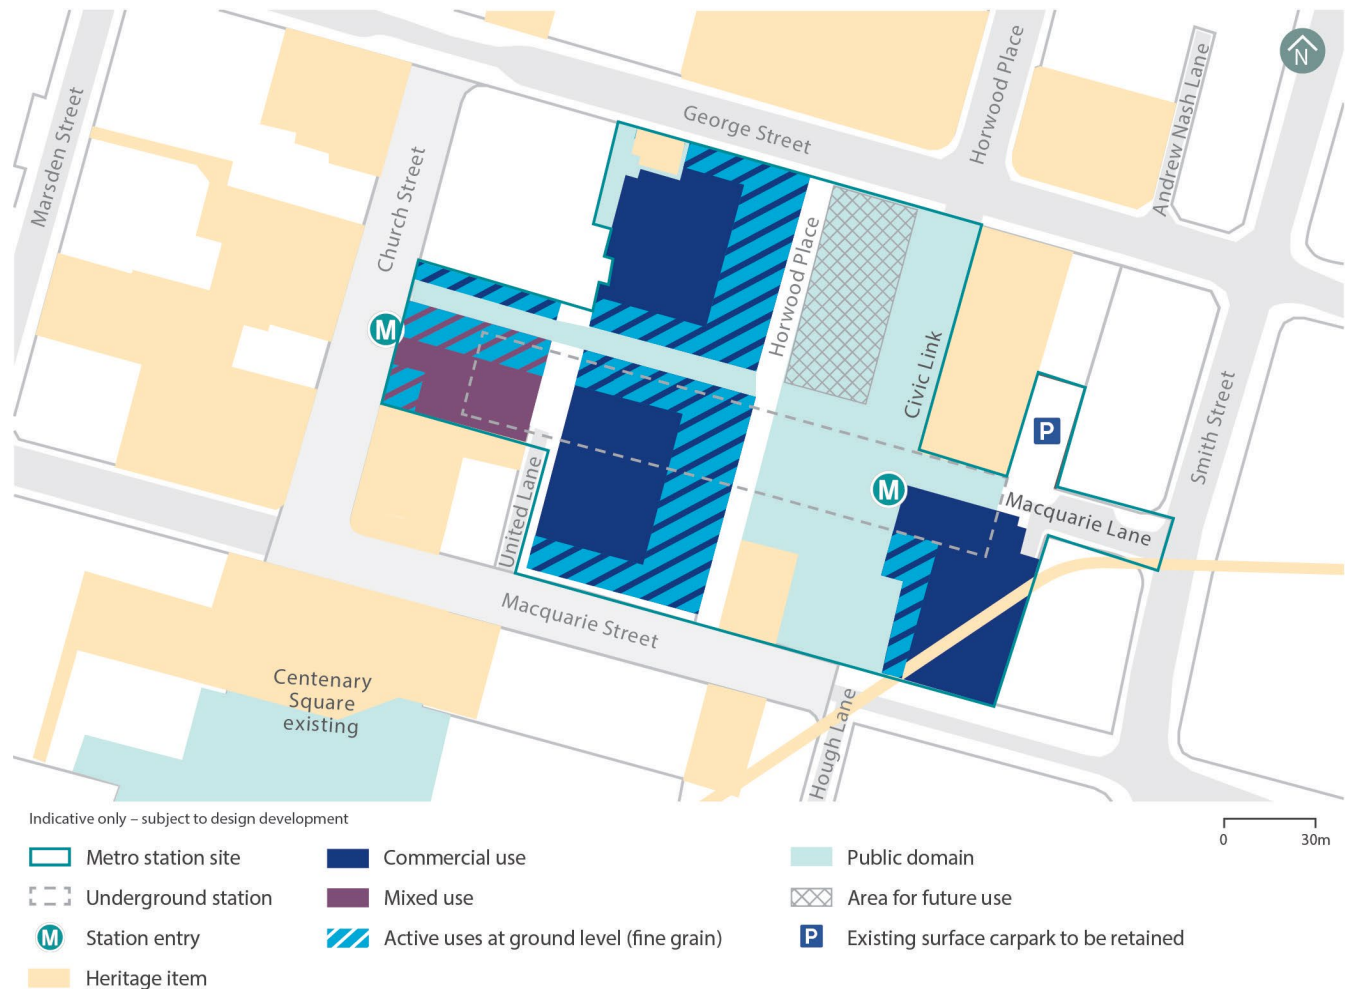 N
Horwood Place
Andrew Nash Lane
Marsden Street
George Street
Church Street
Horwood Place
M
Civic Link
Smith Street
P
M
Macquarie Lane
United Lane
Macquarie Street
Centenary
Square
existing
Hough Lane
Indicative only – subject to design development
0 30m
Metro station site
Commercial use
Public domain
Underground station
Mixed use
Area for future use
M Station entry
Active uses at ground level (fine grain)
P Existing surface carpark to be retained
Heritage item